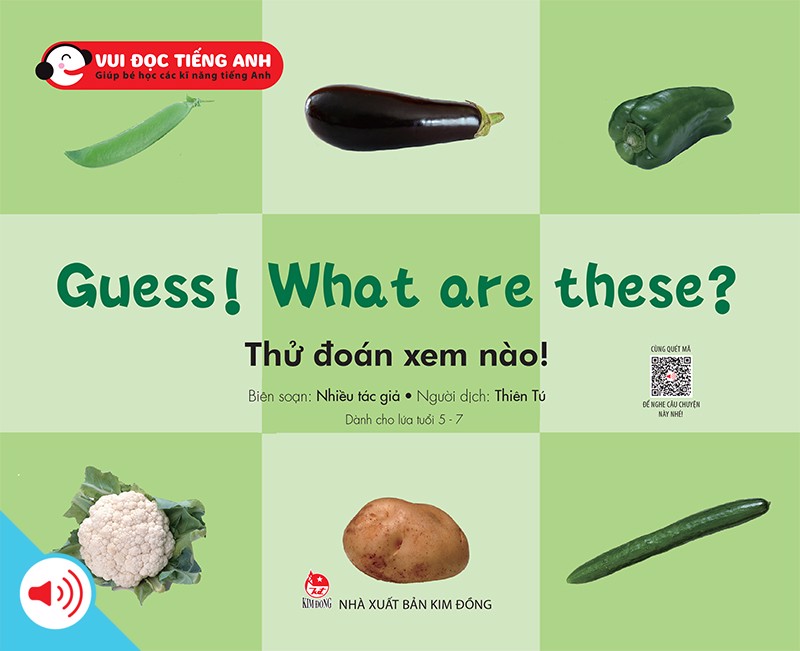 VUI ĐỌC TIẾNG ANH
Giúp bé học các kĩ năng tiếng Anh
Guess! What are these?
Thử đoán xem nào!
Biên soạn: Nhiều tác giả • Người dịch: Thiên Tú
Dành cho lứa tuổi 5 - 7
CÙNG QUÉT MÃ
ĐỂ NGHE CÂU CHUYỆN
NÀY NHÉ!
KIM ĐỒNG
NHÀ XUẤT BẢN KIM ĐỒNG